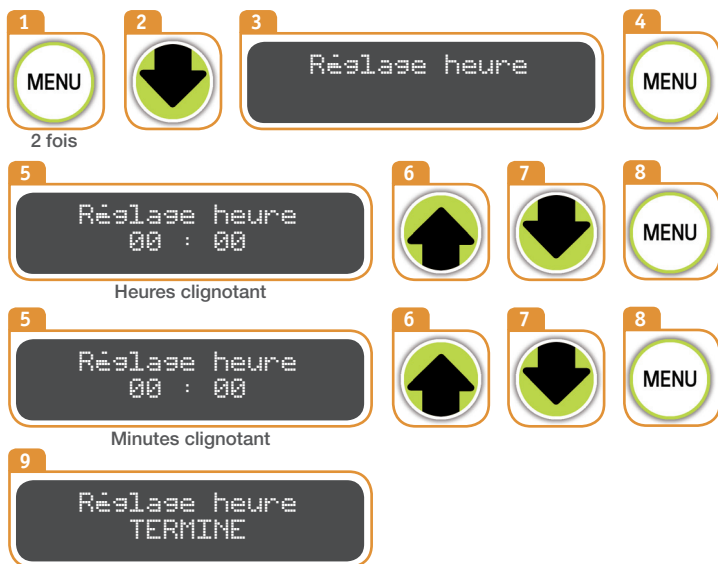 1 2 3 4
MENU
Réglage heure
MENU
2 fois
5 6 7 8
Réglage heure
00 : 00
MENU
Heures clignotant
5 6 7 8
Réglage heure
00 : 00
MENU
Minutes clignotant
9
Réglage heure
TERMINE